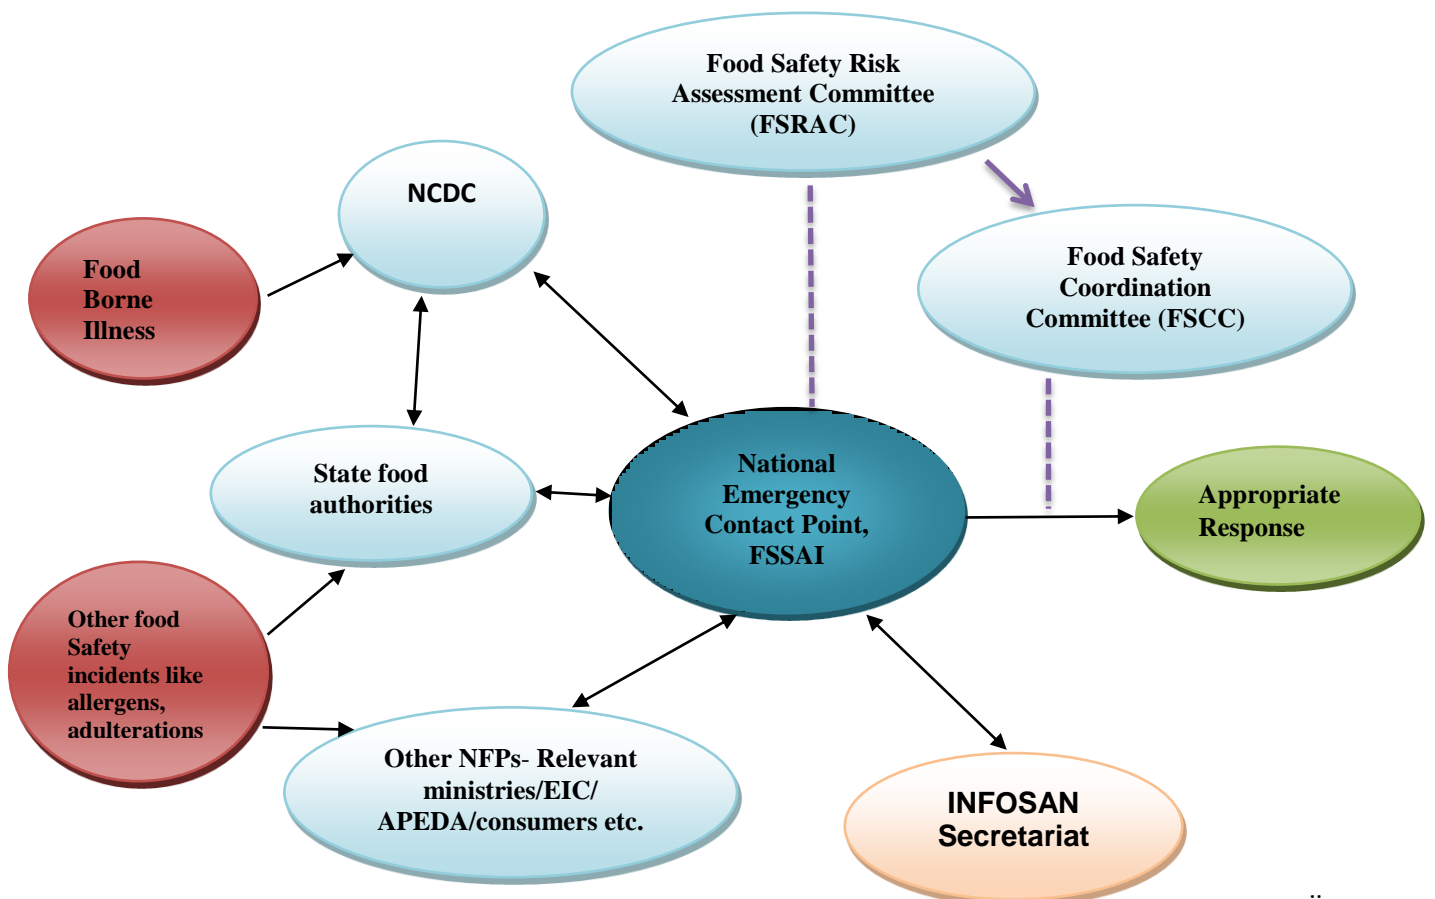 Food Safety Risk
Assessment Committee
(FSRAC)
NCDC
Food
Borne
Illness
Food Safety
Coordination
Committee (FSCC)
State food
authorities
National
Emergency
Contact Point,
FSSAI
Appropriate
Response
Other food
Safety
incidents like
allergens,
adulterations
Other NFPs- Relevant
ministries/EIC/
APEDA/consumers etc.
INFOSAN
Secretariat
..